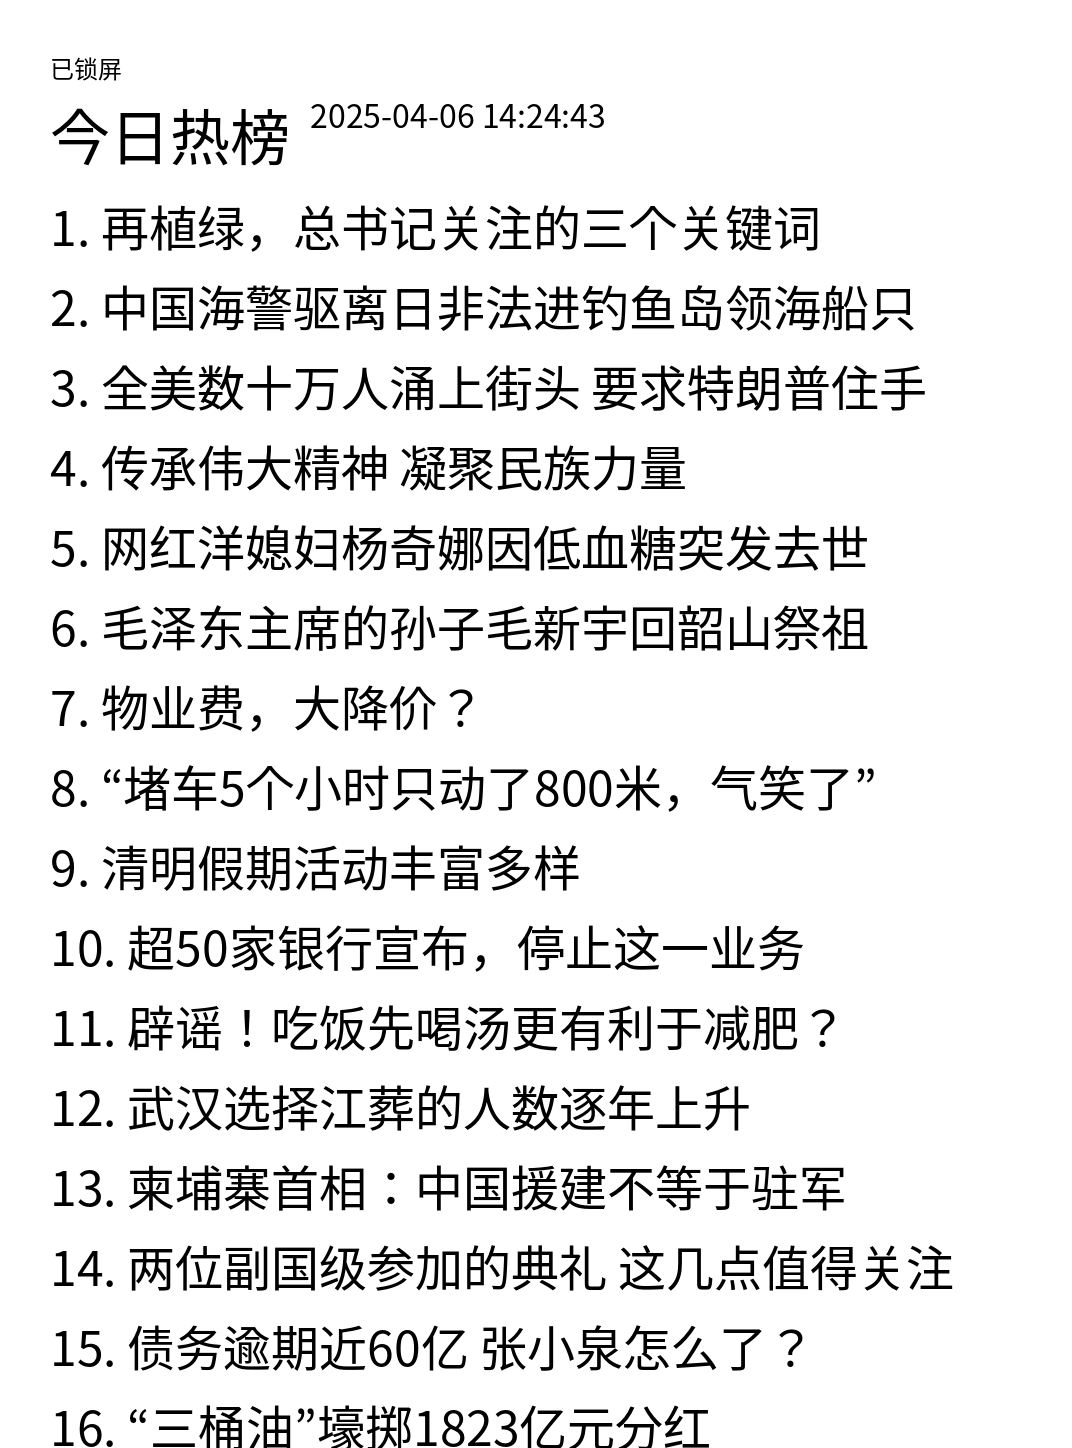 已锁屏
今日热榜 2025-04-06 14:24:43
1. 再植绿，总书记关注的三个关键词
2. 中国海警驱离日非法进钓鱼岛领海船只
3. 全美数十万人涌上街头 要求特朗普住手
4. 传承伟大精神 凝聚民族力量
5. 网红洋媳妇杨奇娜因低血糖突发去世
6. 毛泽东主席的孙子毛新宇回韶山祭祖
7. 物业费，大降价？
8. “堵车5个小时只动了800米，气笑了”
9. 清明假期活动丰富多样
10. 超50家银行宣布，停止这一业务
11. 辟谣！吃饭先喝汤更有利于减肥？
12. 武汉选择江葬的人数逐年上升
13. 柬埔寨首相：中国援建不等于驻军
14. 两位副国级参加的典礼 这几点值得关注
15. 债务逾期近60亿 张小泉怎么了？
16. “三桶油”壕掷1823亿元分红